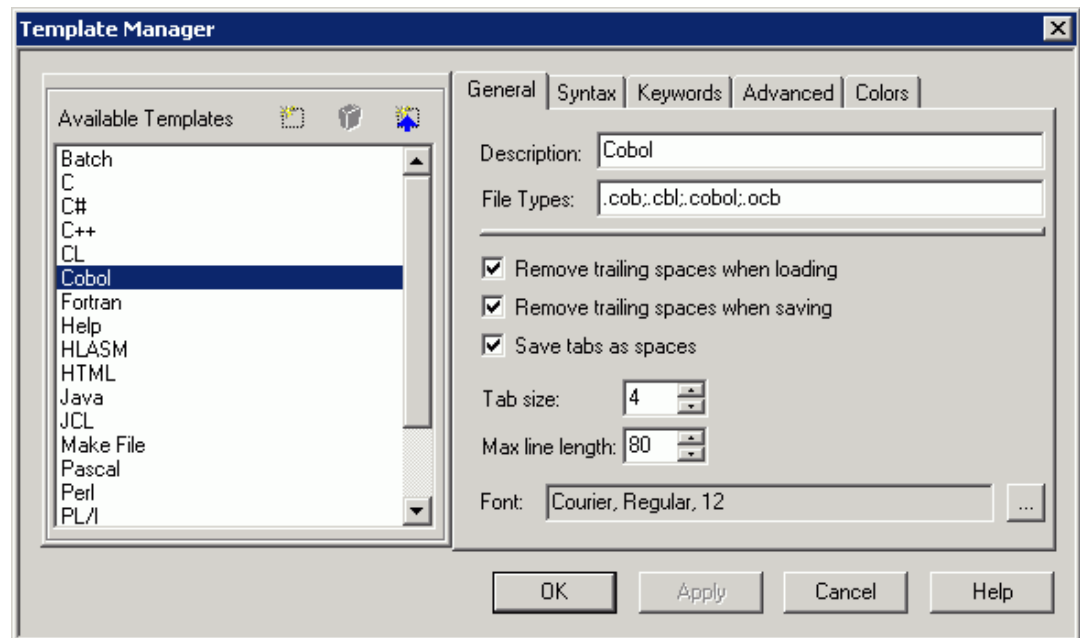 Template Manager
Available Templates
Batch
C
C#
C++
CL
Cobol
Fortran
Help
HLASM
HTML
Java
JCL
Make File
Pascal
Perl
PL/I
General Syntax Keywords Advanced Colors
Description: Cobol
File Types: .cob;.cbl;.cobol;.ocb
Remove trailing spaces when loading
Remove trailing spaces when saving
Save tabs as spaces
Tab size: 4
Max line length: 80
Font: Courier, Regular, 12 ...
OK Apply Cancel Help